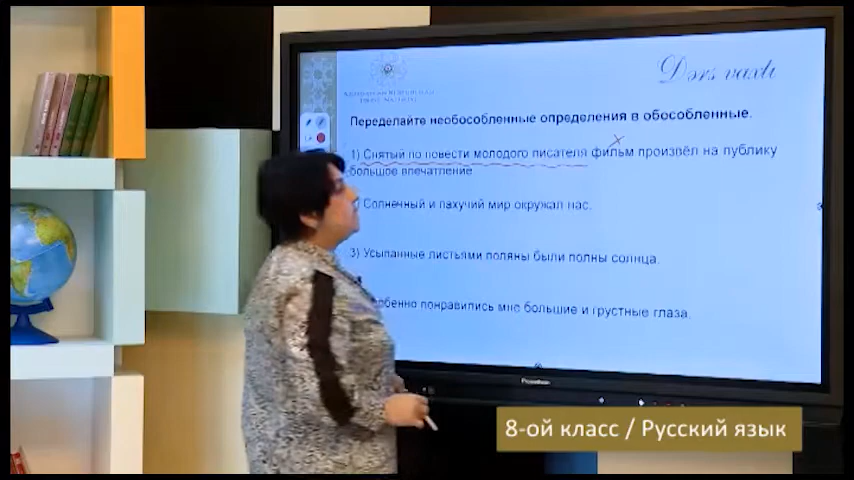 Dərs vaxtı
Переделайте необособленные определения в обособленные.
1) Снятый по повести молодого писателя фильм произвёл на публику
большое впечатление
Солнечный и пахучий мир окружал нас.
3) Усыпанные листьями поляны были полны солнца.
понравились мне большие и грустные глаза.
Promethean
8-ой класс / Русский язык